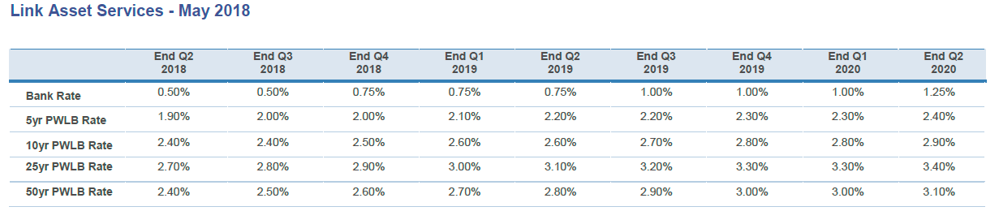 Link Asset Services - May 2018
End Q2 End Q3 End Q4 End Q1 End Q2 End Q3 End Q4 End Q1 End Q2
2018 2018 2018 2019 2019 2019 2019 2020 2020
Bank Rate 0.50% 0.50% 0.75% 0.75% 0.75% 1.00% 1.00% 1.00% 1.25%
5yr PWLB Rate 1.90% 2.00% 2.00% 2.10% 2.20% 2.20% 2.30% 2.30% 2.40%
10yr PWLB Rate 2.40% 2.40% 2.50% 2.60% 2.60% 2.70% 2.80% 2.80% 2.90%
25yr PWLB Rate 2.70% 2.80% 2.90% 3.00% 3.10% 3.20% 3.30% 3.30% 3.40%
50yr PWLB Rate 2.40% 2.50% 2.60% 2.70% 2.80% 2.90% 3.00% 3.00% 3.10%